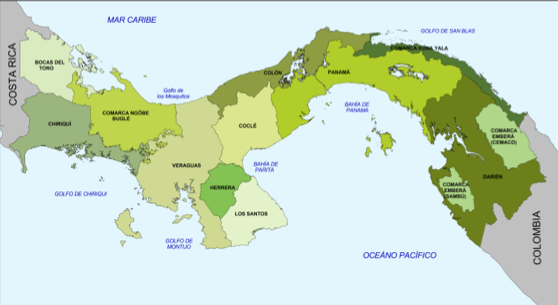 MAR CARIBE
GOLFO DE SAN BLAS
COSTA RICA
BOCAS DEL
TORO
COMARCA KUNA YALA
COLÓN
PANAMÁ
Golfo de
los Mosquitos
COMARCA NGÖBE
BUGLÉ
CHIRIQUÍ
COCLÉ
BAHÍA DE
PANAMÁ
COMARCA
EMBERÁ
(CEMACO)
VERAGUAS
BAHÍA DE
PARITA
DARIÉN
COMARCA
EMBERÁ
(SAMBÚ)
HERRERA
GOLFO DE CHIRIQUI
LOS SANTOS
GOLFO DE
MONTIJO
OCEÁNO PACÍFICO
COLOMBIA